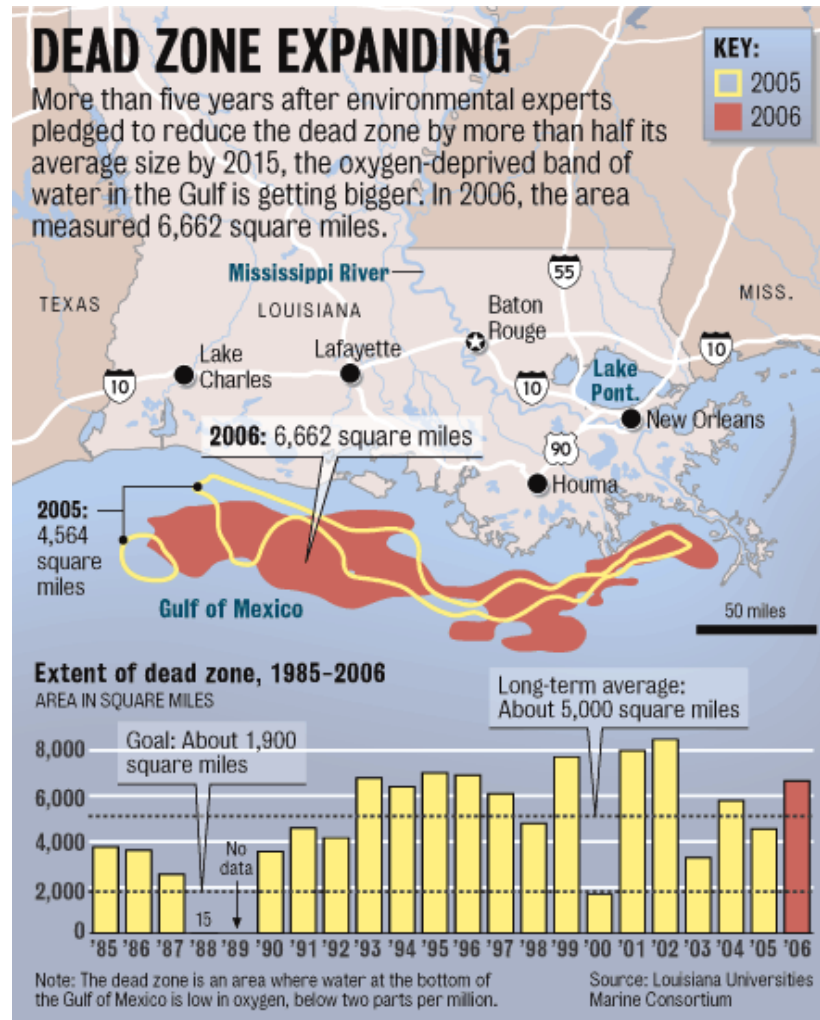 DEAD ZONE EXPANDING
More than five years after environmental experts
pledged to reduce the dead zone by more than half its
average size by 2015, the oxygen-deprived band of
water in the Gulf is getting bigger. In 2006, the area
measured 6,662 square miles.
KEY:
2005
2006
Mississippi River
55
TEXAS
LOUISIANA
MISS.
Baton
Rouge
Lake
Charles
Lafayette
10
10
10
Lake
Pont.
New Orleans
90
Houma
2006: 6,662 square miles
2005:
4,564
square
miles
Gulf of Mexico
50 miles
Extent of dead zone, 1985–2006
AREA IN SQUARE MILES
Goal: About 1,900
square miles
Long-term average:
About 5,000 square miles
8,000
6,000
4,000
2,000
0
No
data
15
'85 '86 '87 '88 '89 '90 '91 '92 '93 '94 '95 '96 '97 '98 '99 '00 '01 '02 '03 '04 '05 '06
Note: The dead zone is an area where water at the bottom of
the Gulf of Mexico is low in oxygen, below two parts per million.
Source: Louisiana Universities
Marine Consortium